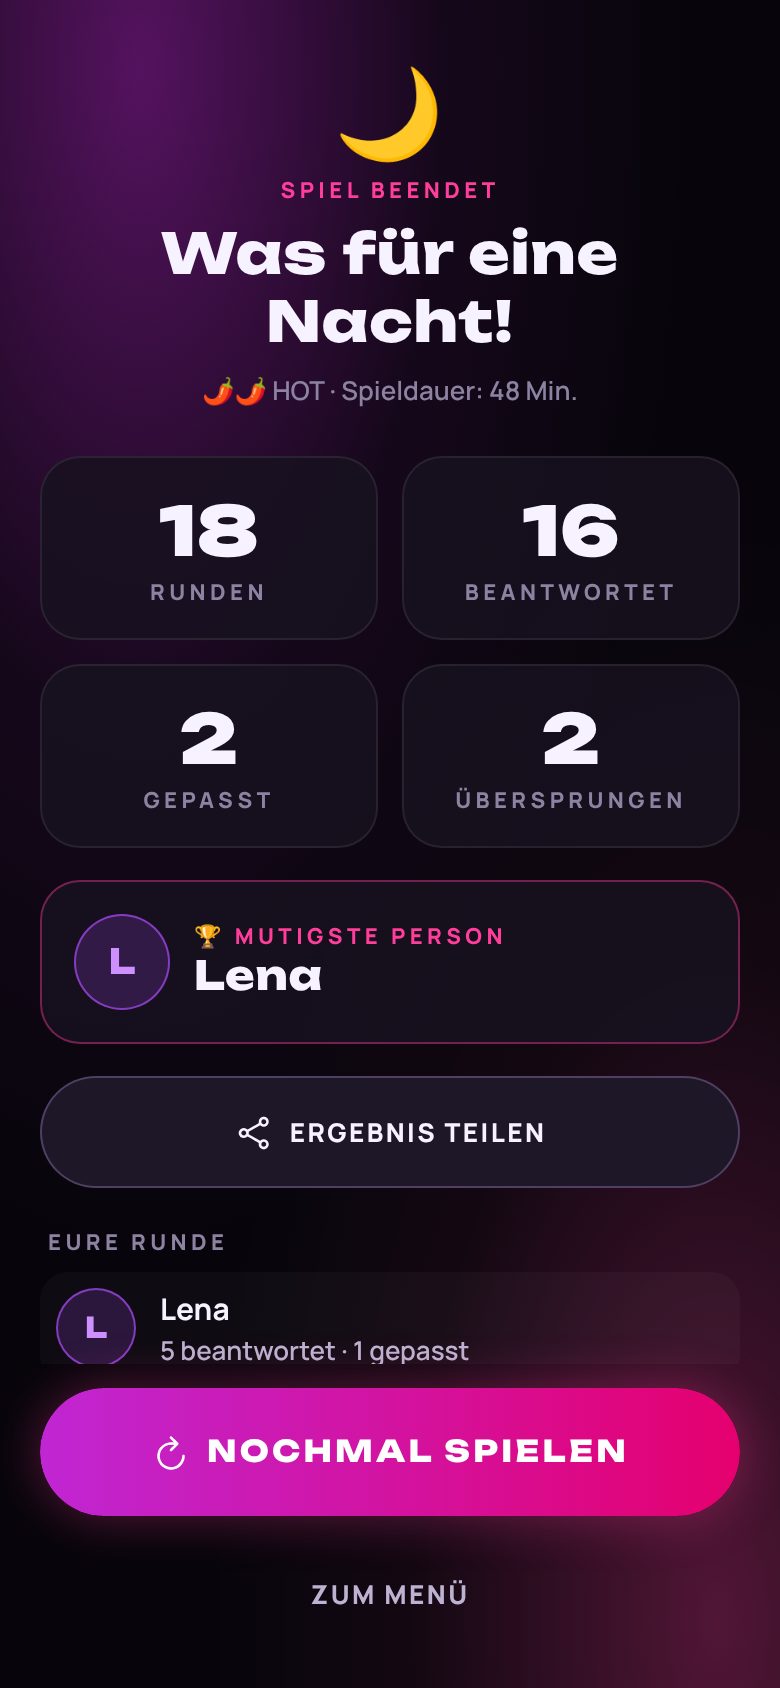 SPIEL BEENDET
Was für eine
Nacht!
🌶️🌶️ HOT · Spieldauer: 48 Min.
18
RUNDEN
16
BEANTWORTET
2
GEPASST
2
ÜBERSPRUNGEN
L
🏆 MUTIGSTE PERSON
Lena
ERGEBNIS TEILEN
EURE RUNDE
L
Lena
5 beantwortet · 1 gepasst
NOCHMAL SPIELEN
ZUM MENÜ